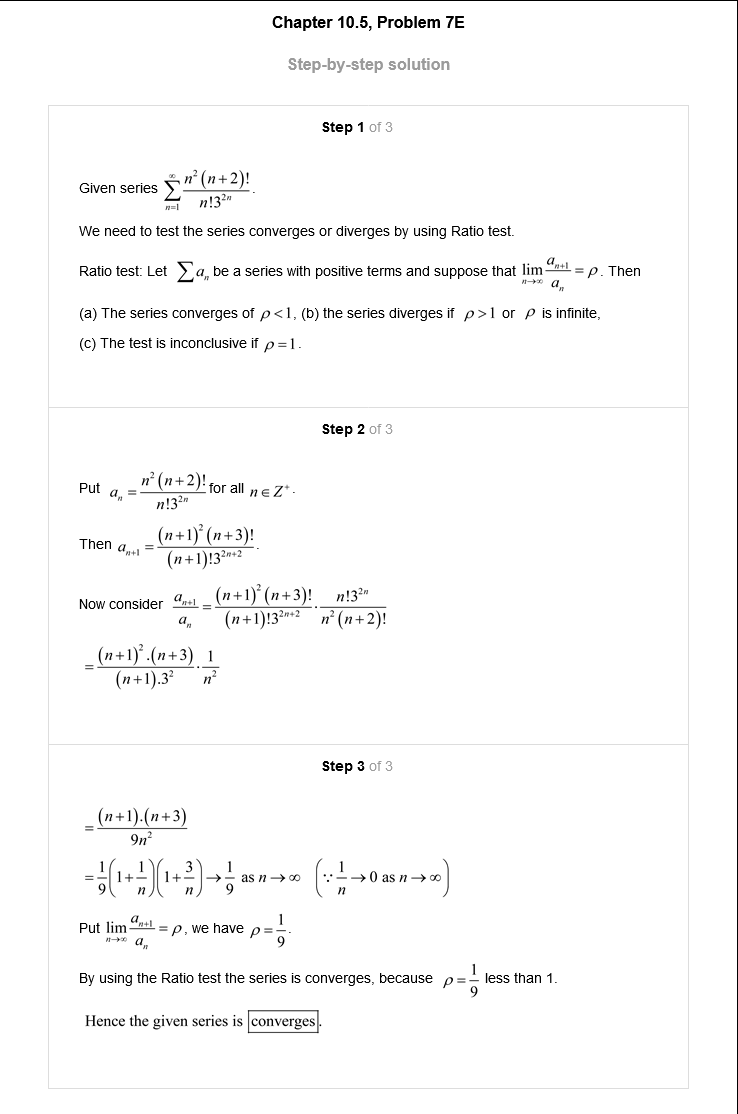 Chapter 10.5, Problem 7E
Step-by-step solution
Step 1 of 3
Given series $\sum_{n=1}^{\infty} \frac{n^2(n+2)!}{n!3^{2n}}$.
We need to test the series converges or diverges by using Ratio test.
Ratio test: Let $\sum a_n$ be a series with positive terms and suppose that $\lim_{n\to\infty} \frac{a_{n+1}}{a_n} = \rho$. Then
(a) The series converges of $\rho < 1$, (b) the series diverges if $\rho > 1$ or $\rho$ is infinite,
(c) The test is inconclusive if $\rho = 1$.
Step 2 of 3
Put $a_n = \frac{n^2(n+2)!}{n!3^{2n}}$ for all $n \in Z^+$.
Then $a_{n+1} = \frac{(n+1)^2(n+3)!}{(n+1)!3^{2n+2}}$.
Now consider $\frac{a_{n+1}}{a_n} = \frac{(n+1)^2(n+3)!}{(n+1)!3^{2n+2}} \cdot \frac{n!3^{2n}}{n^2(n+2)!}$
$= \frac{(n+1)^2.(n+3)}{(n+1).3^2} \cdot \frac{1}{n^2}$
Step 3 of 3
$= \frac{(n+1).(n+3)}{9n^2}$
$= \frac{1}{9}\left(1+\frac{1}{n}\right)\left(1+\frac{3}{n}\right) \to \frac{1}{9}$ as $n \to \infty$ $\left(\because \frac{1}{n} \to 0 \text{ as } n \to \infty\right)$
Put $\lim_{n\to\infty} \frac{a_{n+1}}{a_n} = \rho$, we have $\rho = \frac{1}{9}$.
By using the Ratio test the series is converges, because $\rho = \frac{1}{9}$ less than 1.
Hence the given series is converges.